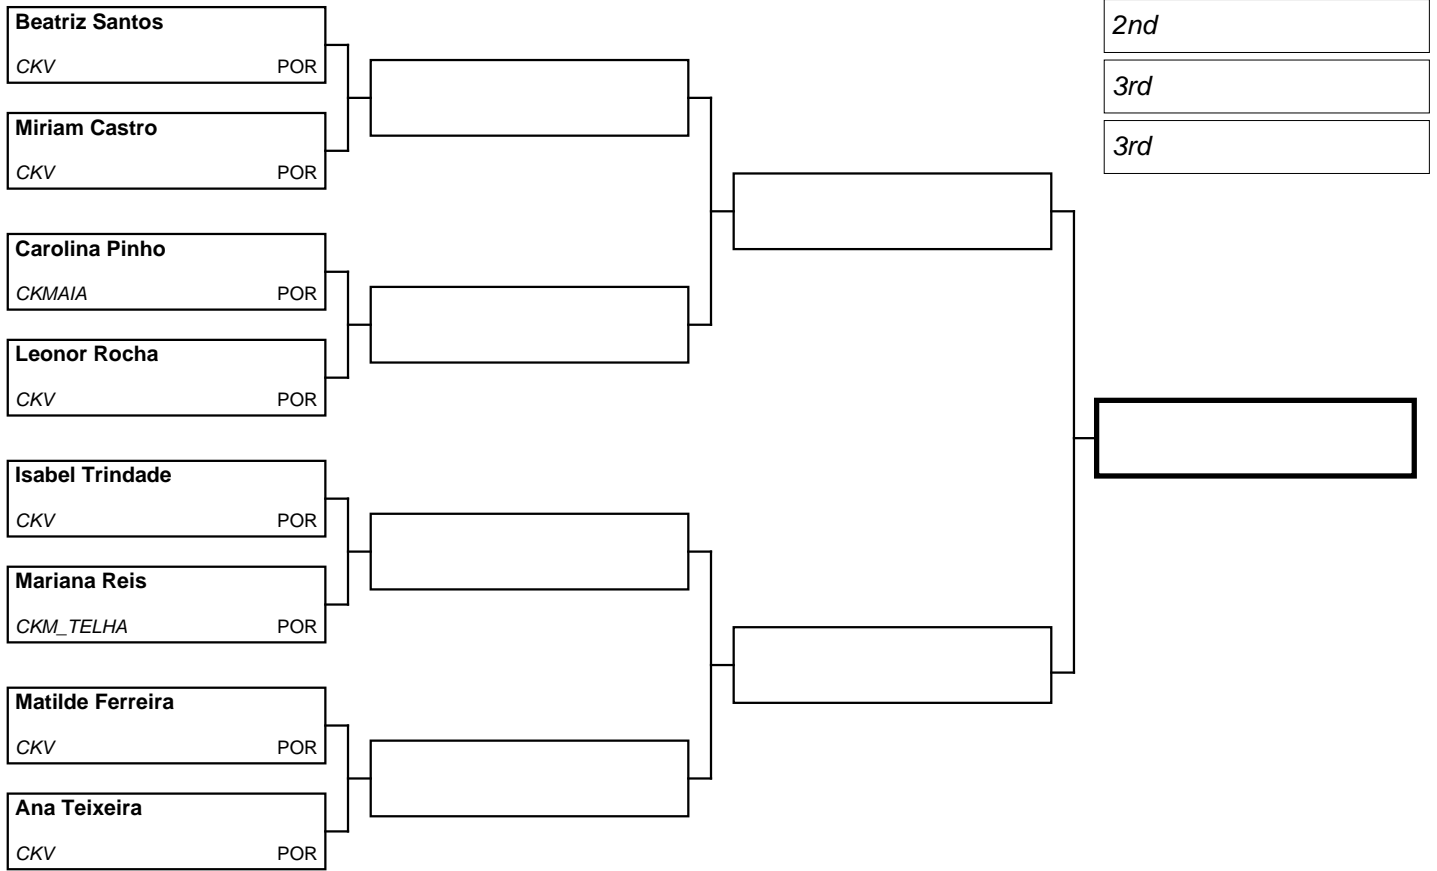 Beatriz Santos
CKV POR
Miriam Castro
CKV POR
Carolina Pinho
CKMAIA POR
Leonor Rocha
CKV POR
Isabel Trindade
CKV POR
Mariana Reis
CKM_TELHA POR
Matilde Ferreira
CKV POR
Ana Teixeira
CKV POR
2nd
3rd
3rd